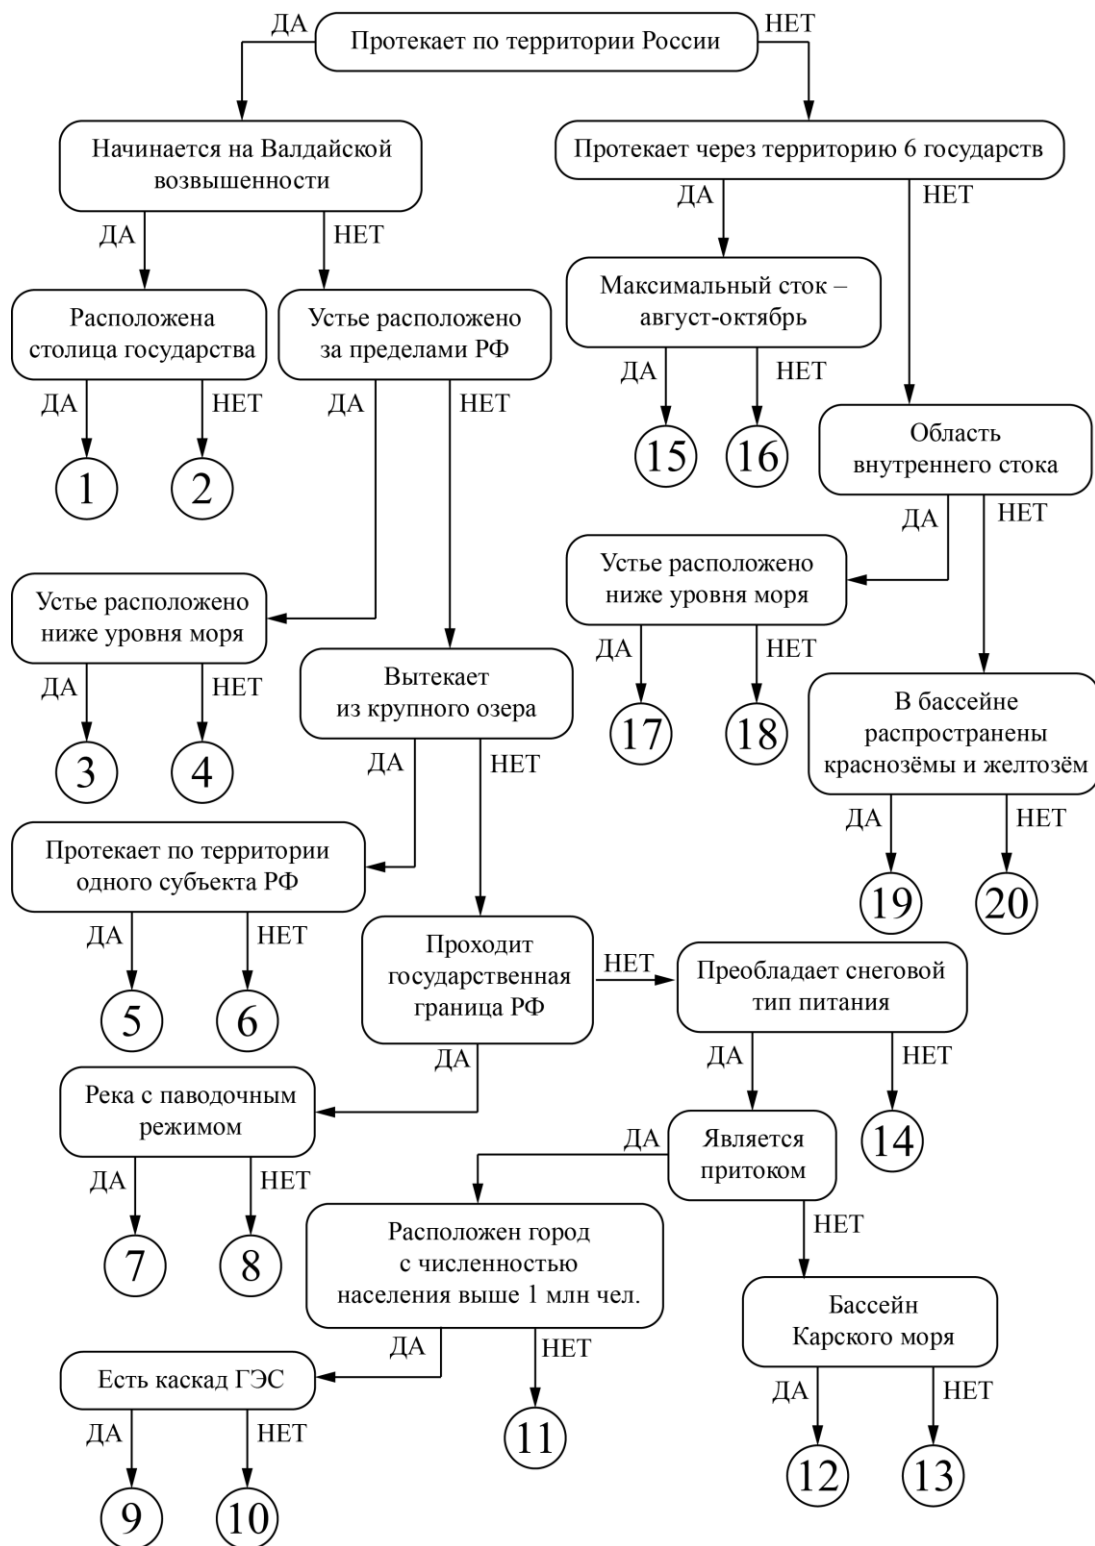 ДА
НЕТ
Протекает по территории России
Начинается на Валдайской
возвышенности
Протекает через территорию 6 государств
ДА
НЕТ
ДА
НЕТ
Расположена
столица государства
Устье расположено
за пределами РФ
Максимальный сток –
август-октябрь
ДА
НЕТ
ДА
НЕТ
ДА
НЕТ
1
2
15
16
Область
внутреннего стока
ДА
НЕТ
Устье расположено
ниже уровня моря
Устье расположено
ниже уровня моря
ДА
НЕТ
ДА
НЕТ
Вытекает
из крупного озера
3
4
17
18
В бассейне
распространены
краснозёмы и желтозём
ДА
НЕТ
ДА
НЕТ
Протекает по территории
одного субъекта РФ
19
20
ДА
НЕТ
Проходит
государственная
граница РФ
НЕТ
Преобладает снеговой
тип питания
5
6
ДА
ДА
НЕТ
Река с паводочным
режимом
ДА
Является
притоком
14
ДА
НЕТ
НЕТ
7
8
Расположен город
с численностью
населения выше 1 млн чел.
Бассейн
Карского моря
ДА
НЕТ
Есть каскад ГЭС
ДА
НЕТ
11
ДА
НЕТ
12
13
9
10